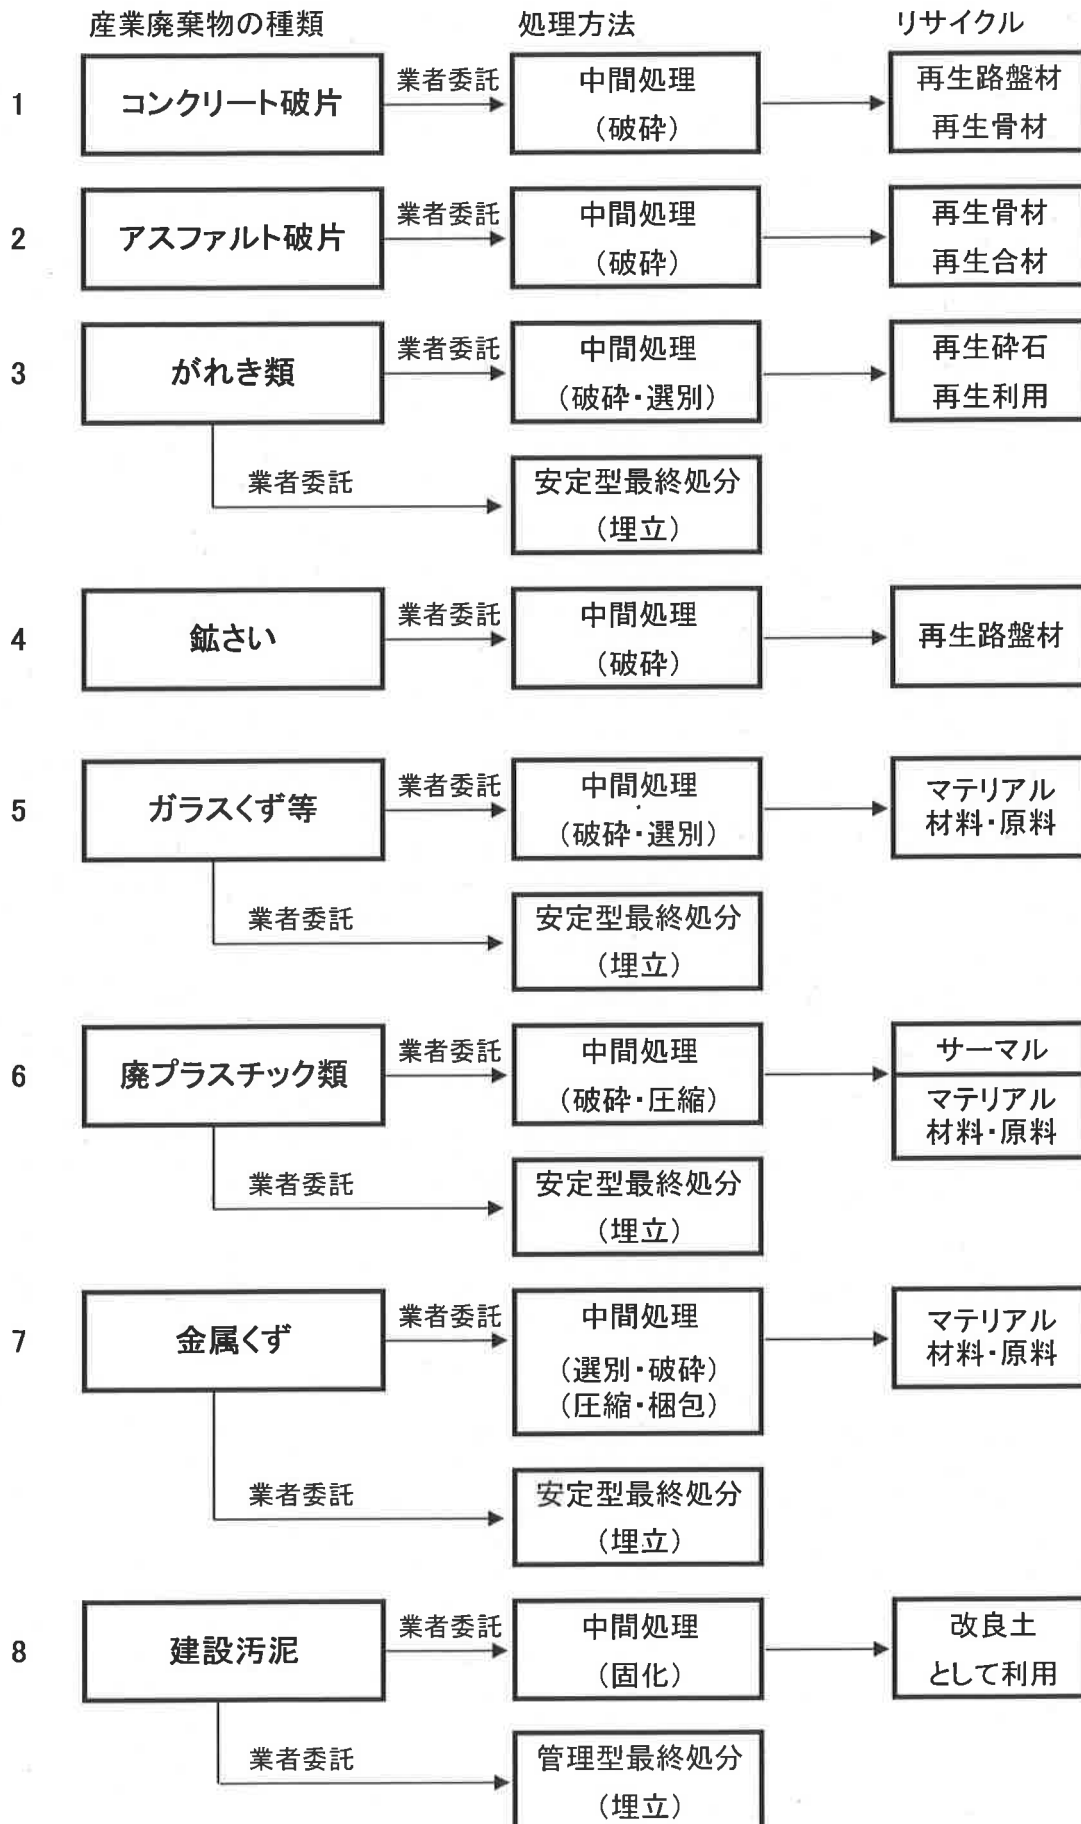 産業廃棄物の種類 処理方法 リサイクル
1
コンクリート破片
業者委託
中間処理
(破砕)
再生路盤材
再生骨材
2
アスファルト破片
業者委託
中間処理
(破砕)
再生骨材
再生合材
3
がれき類
業者委託
中間処理
(破砕・選別)
再生砕石
再生利用
業者委託
安定型最終処分
(埋立)
4
鉱さい
業者委託
中間処理
(破砕)
再生路盤材
5
ガラスくず等
業者委託
中間処理
(破砕・選別)
マテリアル
材料・原料
業者委託
安定型最終処分
(埋立)
6
廃プラスチック類
業者委託
中間処理
(破砕・圧縮)
サーマル
マテリアル
材料・原料
業者委託
安定型最終処分
(埋立)
7
金属くず
業者委託
中間処理
(選別・破砕)
(圧縮・梱包)
マテリアル
材料・原料
業者委託
安定型最終処分
(埋立)
8
建設汚泥
業者委託
中間処理
(固化)
改良土
として利用
業者委託
管理型最終処分
(埋立)